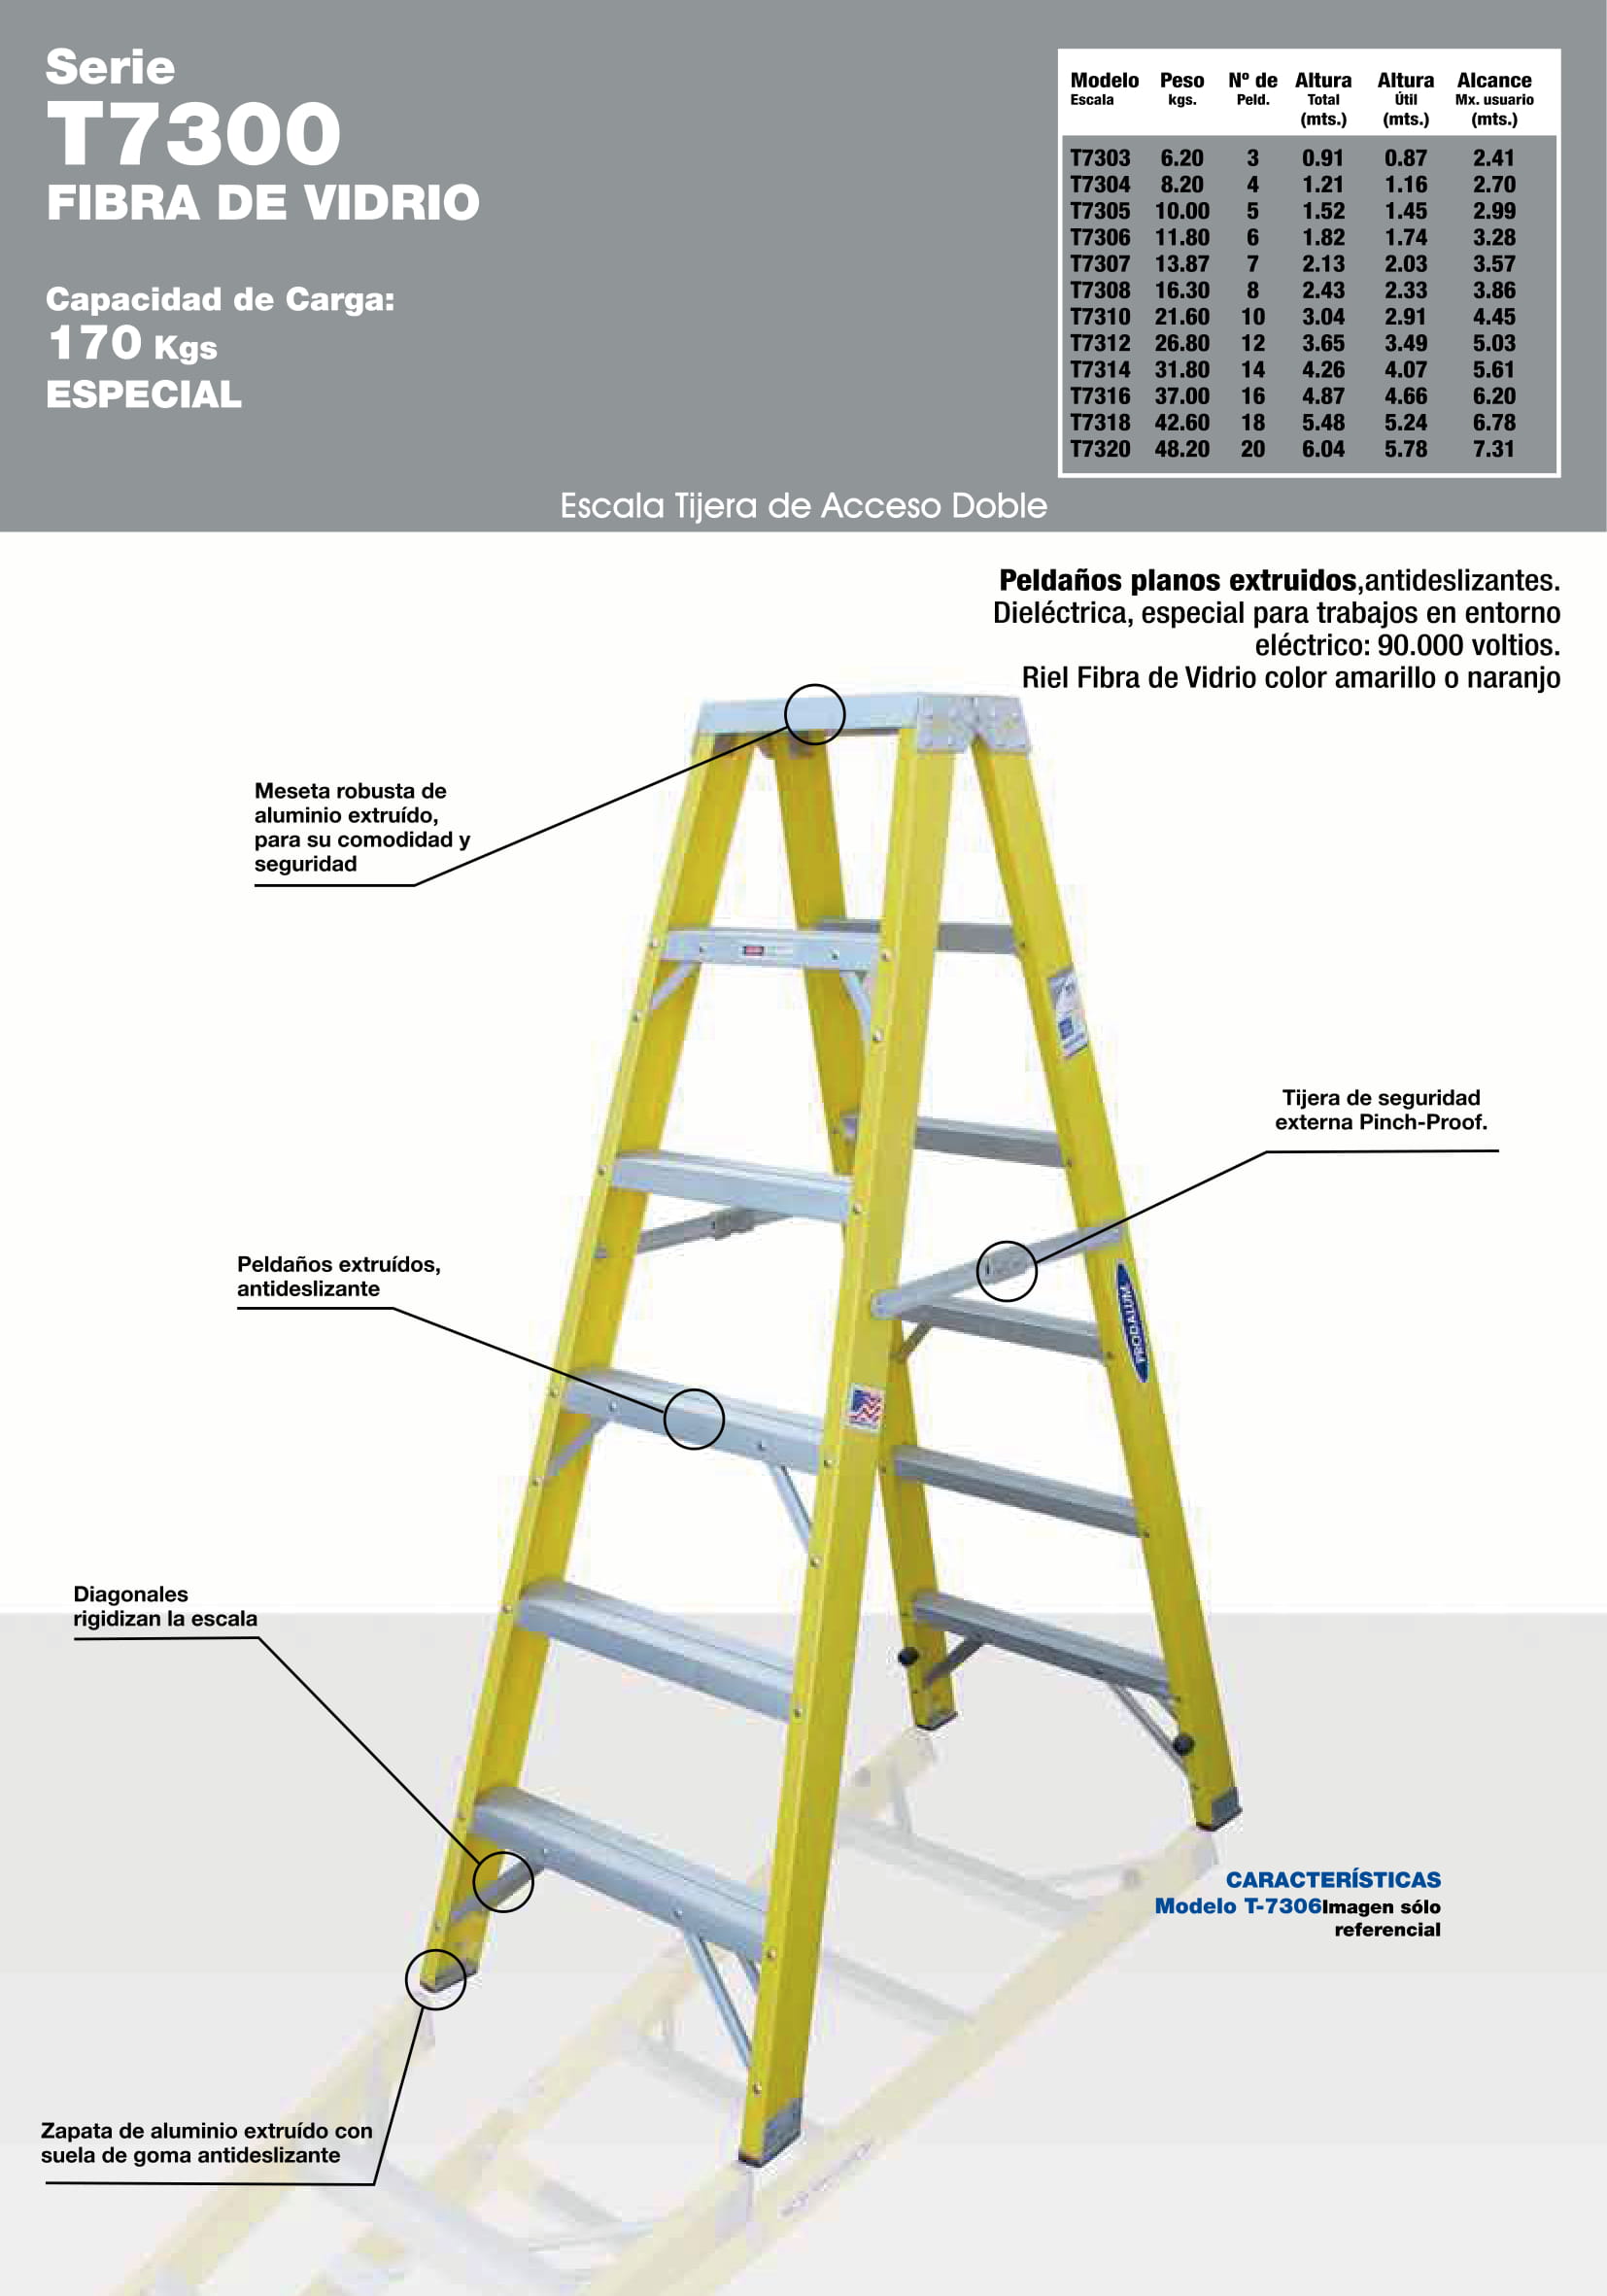 Serie
T7300
FIBRA DE VIDRIO
Capacidad de Carga:
170 Kgs
ESPECIAL
Modelo Peso Nº de Altura Altura Alcance
Escala kgs. Peld. Total Útil Mx. usuario
(mts.) (mts.) (mts.)
T7303 6.20 3 0.91 0.87 2.41
T7304 8.20 4 1.21 1.16 2.70
T7305 10.00 5 1.52 1.45 2.99
T7306 11.80 6 1.82 1.74 3.28
T7307 13.87 7 2.13 2.03 3.57
T7308 16.30 8 2.43 2.33 3.86
T7310 21.60 10 3.04 2.91 4.45
T7312 26.80 12 3.65 3.49 5.03
T7314 31.80 14 4.26 4.07 5.61
T7316 37.00 16 4.87 4.66 6.20
T7318 42.60 18 5.48 5.24 6.78
T7320 48.20 20 6.04 5.78 7.31
Escala Tijera de Acceso Doble
Peldaños planos extruidos,antideslizantes.
Dieléctrica, especial para trabajos en entorno
eléctrico: 90.000 voltios.
Riel Fibra de Vidrio color amarillo o naranjo
Meseta robusta de
aluminio extruído,
para su comodidad y
seguridad
Tijera de seguridad
externa Pinch-Proof.
Peldaños extruídos,
antideslizante
PRODALUM
Diagonales
rigidizan la escala
CARACTERÍSTICAS
Modelo T-7306Imagen sólo
referencial
Zapata de aluminio extruído con
suela de goma antideslizante